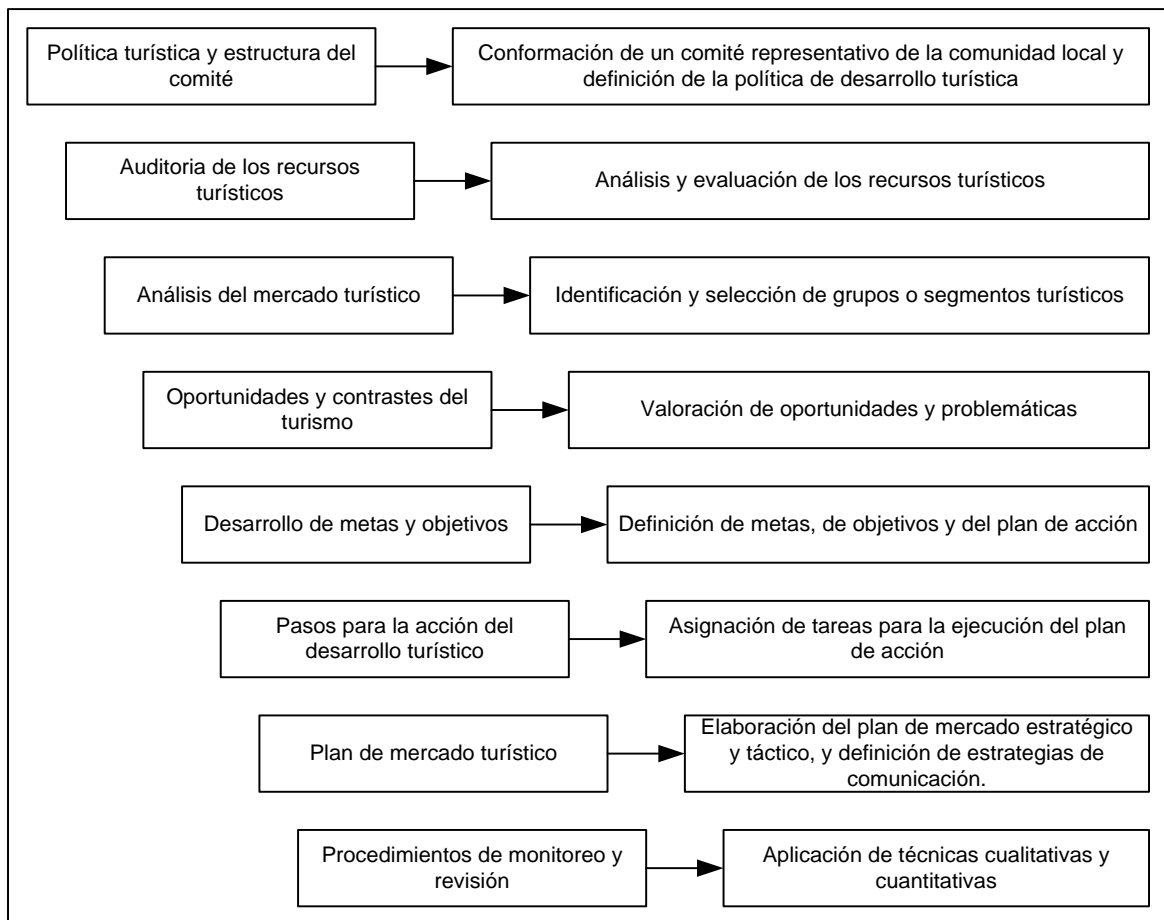 Política turística y estructura del
comité
Conformación de un comité representativo de la comunidad local y
definición de la política de desarrollo turística
Auditoria de los recursos
turísticos
Análisis y evaluación de los recursos turísticos
Análisis del mercado turístico
Identificación y selección de grupos o segmentos turísticos
Oportunidades y contrastes del
turismo
Valoración de oportunidades y problemáticas
Desarrollo de metas y objetivos
Definición de metas, de objetivos y del plan de acción
Pasos para la acción del
desarrollo turístico
Asignación de tareas para la ejecución del plan
de acción
Plan de mercado turístico
Elaboración del plan de mercado estratégico
y táctico, y definición de estrategias de
comunicación.
Procedimientos de monitoreo y
revisión
Aplicación de técnicas cualitativas y
cuantitativas